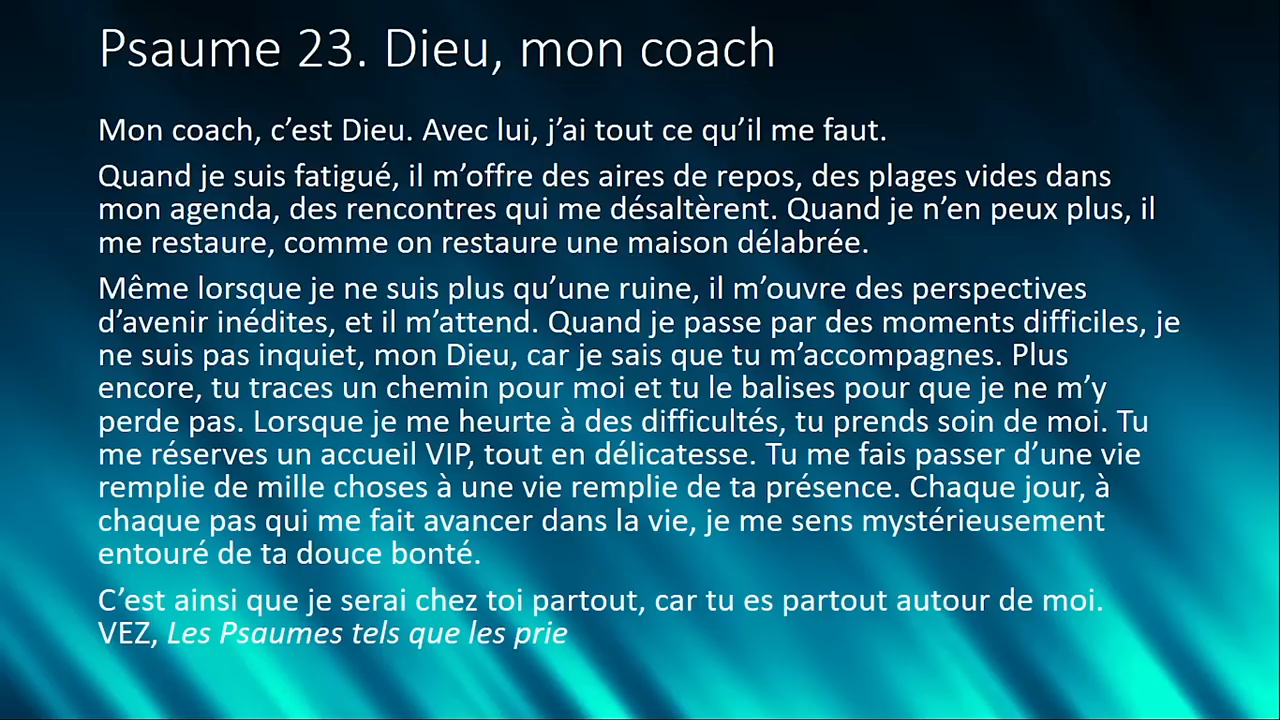 Psaume 23. Dieu, mon coach
Mon coach, c’est Dieu. Avec lui, j’ai tout ce qu’il me faut.
Quand je suis fatigué, il m’offre des aires de repos, des plages vides dans
mon agenda, des rencontres qui me désaltèrent. Quand je n’en peux plus, il
me restaure, comme on restaure une maison délabrée.
Même lorsque je ne suis plus qu’une ruine, il m’ouvre des perspectives
d’avenir inédites, et il m’attend. Quand je passe par des moments difficiles, je
ne suis pas inquiet, mon Dieu, car je sais que tu m’accompagnes. Plus
encore, tu traces un chemin pour moi et tu le balises pour que je ne m’y
perde pas. Lorsque je me heurte à des difficultés, tu prends soin de moi. Tu
me réserves un accueil VIP, tout en délicatesse. Tu me fais passer d’une vie
remplie de mille choses à une vie remplie de ta présence. Chaque jour, à
chaque pas qui me fait avancer dans la vie, je me sens mystérieusement
entouré de ta douce bonté.
C’est ainsi que je serai chez toi partout, car tu es partout autour de moi.
VEZ, Les Psaumes tels que les prie